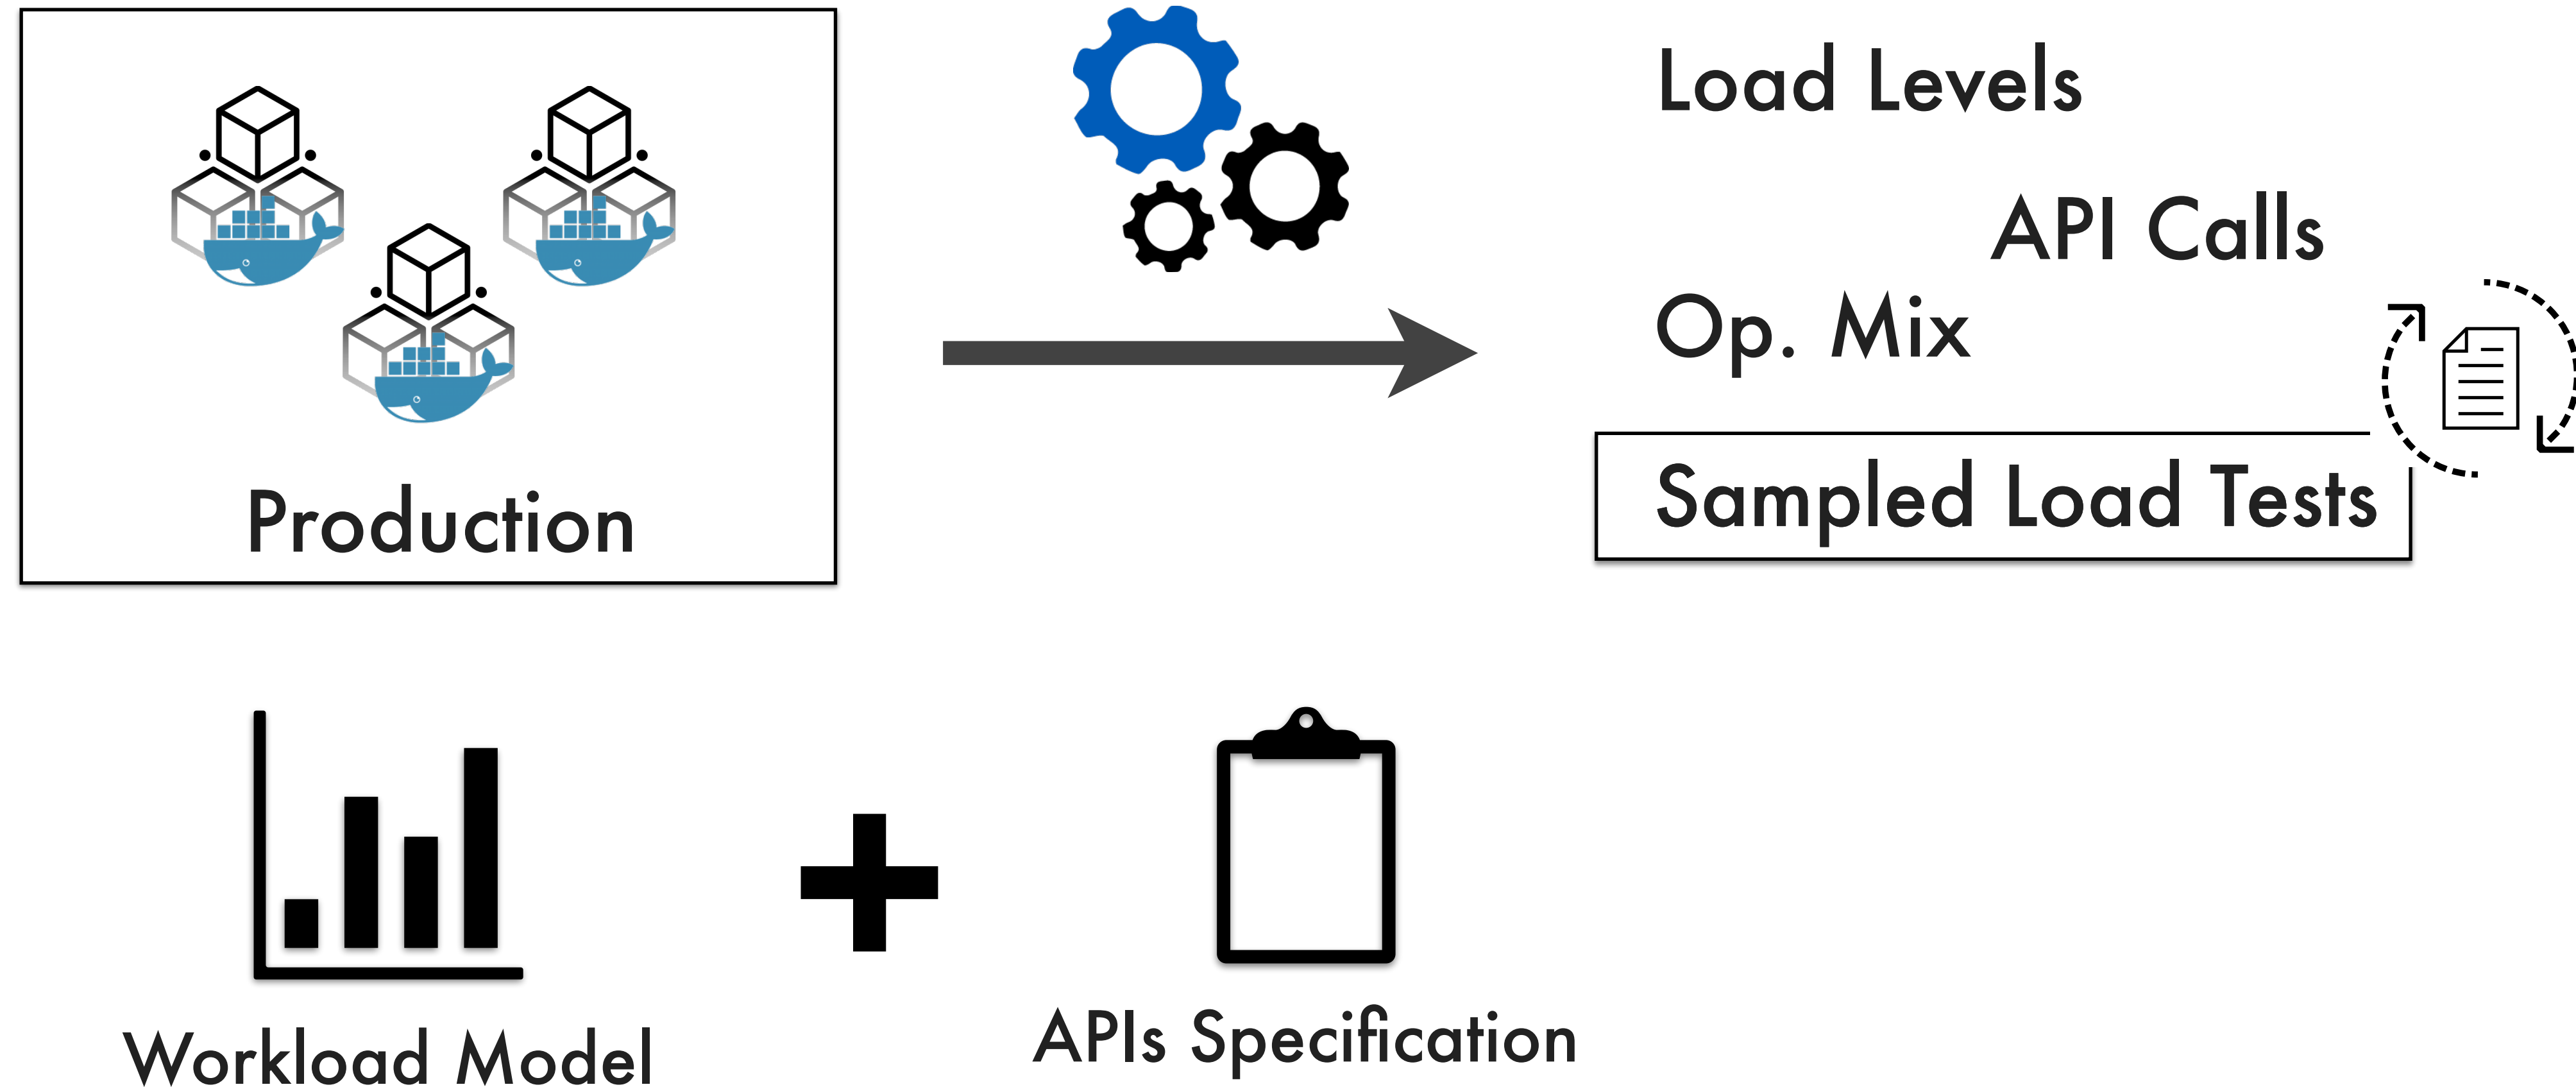 Production
Load Levels
API Calls
Op. Mix
Sampled Load Tests
Workload Model
APIs Specification